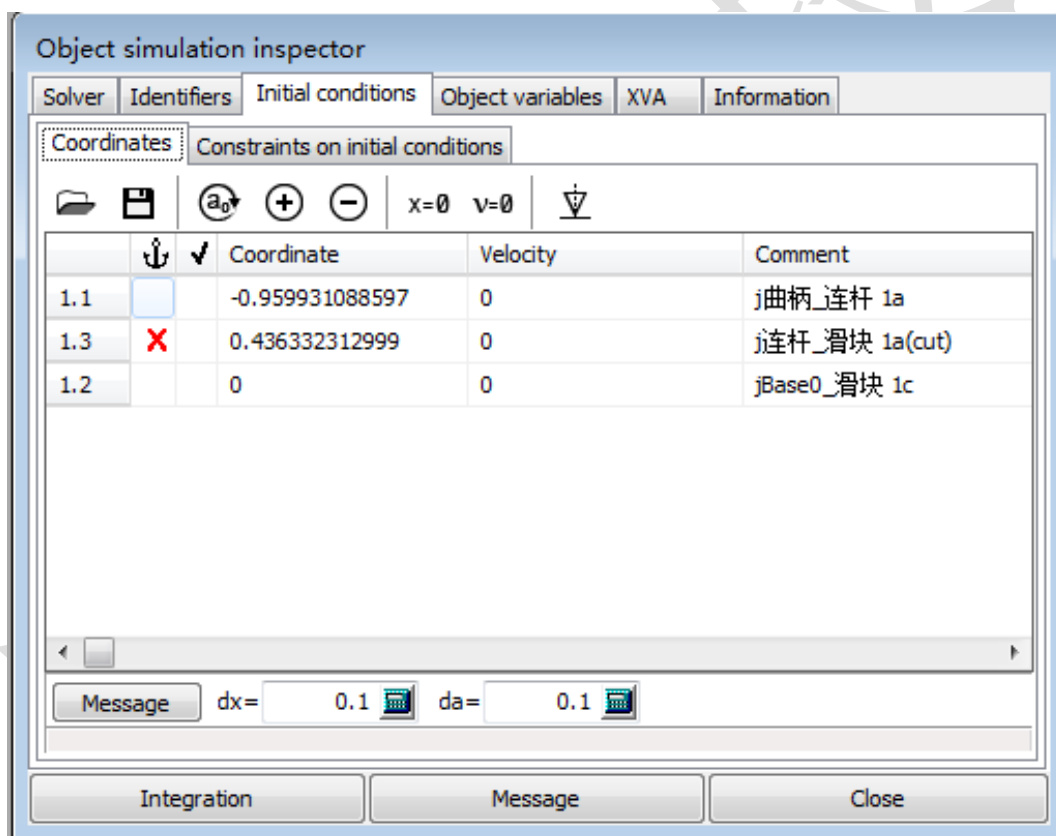 Object simulation inspector
Solver Identifiers Initial conditions Object variables XVA Information
Coordinates Constraints on initial conditions
a₀ x=0 v=0
Coordinate Velocity Comment
1.1 -0.959931088597 0 j曲柄_连杆 1a
1.3 0.436332312999 0 j连杆_滑块 1a(cut)
1.2 0 0 jBase0_滑块 1c
Message dx= 0.1 da= 0.1
Integration Message Close